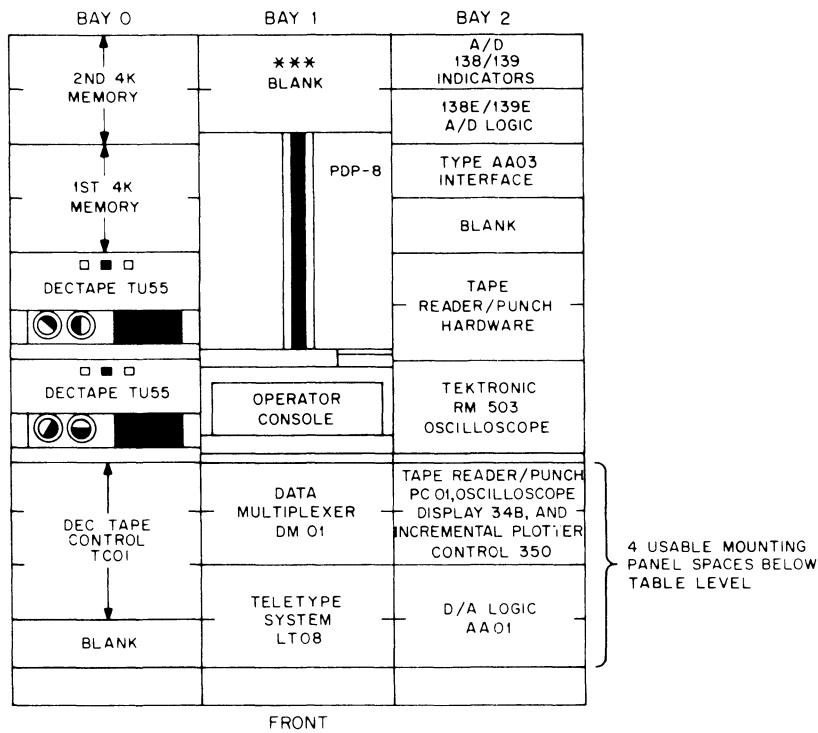 BAY 0
BAY 1
BAY 2
2ND 4K
MEMORY
1ST 4K
MEMORY
DECTAPE TU55
DECTAPE TU55
DEC TAPE
CONTROL
TC01
BLANK
***
BLANK
PDP-8
OPERATOR
CONSOLE
DATA
MULTIPLEXER
DM 01
TELETYPE
SYSTEM
LT08
A/D
138/139
INDICATORS
138E/139E
A/D LOGIC
TYPE AA03
INTERFACE
BLANK
TAPE
READER/PUNCH
HARDWARE
TEKTRONIC
RM 503
OSCILLOSCOPE
TAPE READER/PUNCH
PC 01, OSCILLOSCOPE
DISPLAY 34B, AND
INCREMENTAL PLOTTER
CONTROL 350
D/A LOGIC
AA01
4 USABLE MOUNTING
PANEL SPACES BELOW
TABLE LEVEL
FRONT